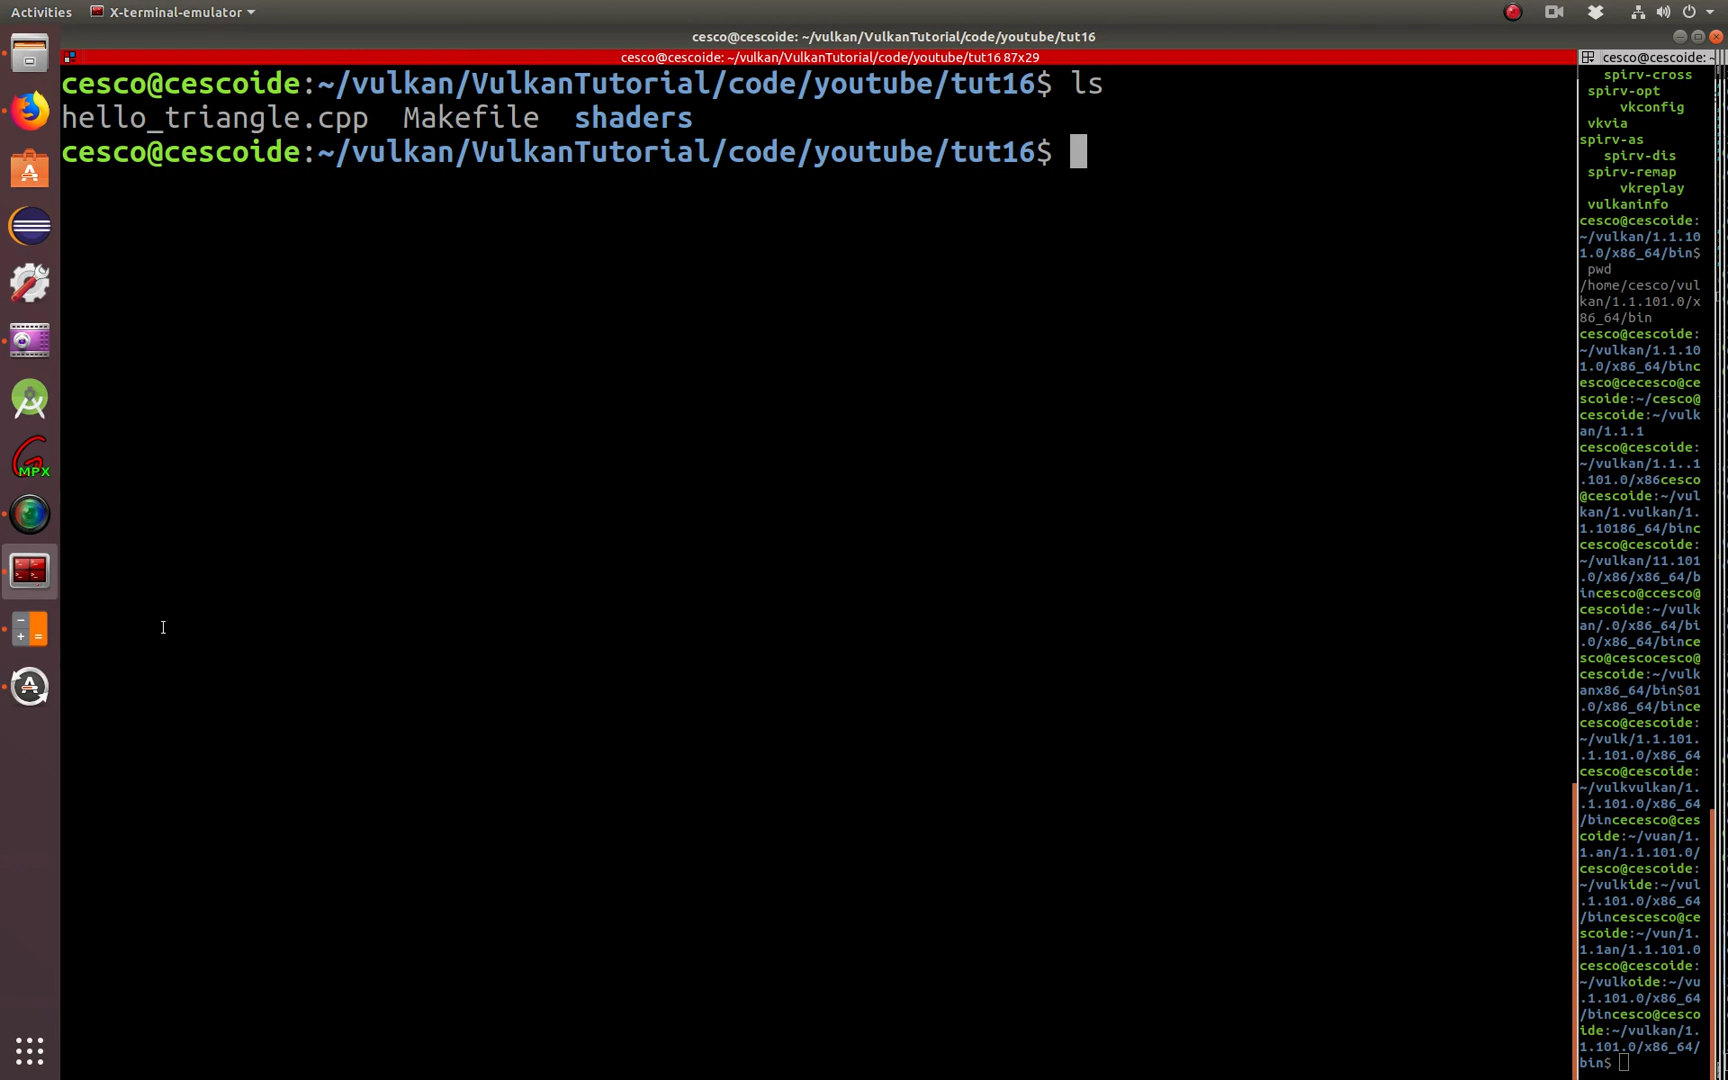 Activities
X-terminal-emulator
cesco@cescoide: ~/vulkan/VulkanTutorial/code/youtube/tut16
cesco@cescoide: ~/vulkan/VulkanTutorial/code/youtube/tut16 87x29
cesco@cescoide:~/vulkan/VulkanTutorial/code/youtube/tut16$ ls
hello_triangle.cpp Makefile shaders
cesco@cescoide:~/vulkan/VulkanTutorial/code/youtube/tut16$
MPX
cesco@cescoide: ~
spirv-cross
spirv-opt
vkconfig
vkvia
spirv-as
spirv-dis
spirv-remap
vkreplay
vulkaninfo
cesco@cescoide:
~/vulkan/1.1.10
1.0/x86_64/bin$
pwd
/home/cesco/vul
kan/1.1.101.0/x
86_64/bin
cesco@cescoide:
~/vulkan/1.1.10
1.0/x86_64/binc
esco@cecesco@ce
scoide:~/cesco@
cescoide:~/vulk
an/1.1.1
cesco@cescoide:
~/vulkan/1.1..1
.101.0/x86cesco
@cescoide:~/vul
kan/1.vulkan/1.
1.10186_64/binc
cesco@cescoide:
~/vulkan/11.101
.0/x86/x86_64/b
incesco@ccesco@
cescoide:~/vulk
an/.0/x86_64/bi
.0/x86_64/bince
sco@cescocesco@
cescoide:~/vulk
anx86_64/bin$01
.0/x86_64/bince
cesco@cescoide:
~/vulk/1.1.101.
.1.101.0/x86_64
cesco@cescoide:
~/vulkvulkan/1.
.1.101.0/x86_64
/bincecesco@ces
coide:~/vuan/1.
1.an/1.1.101.0/
cesco@cescoide:
~/vulkide:~/vul
.1.101.0/x86_64
/bincescesco@ce
scoide:~/vun/1.
1.1an/1.1.101.0
cesco@cescoide:
~/vulkoide:~/vu
.1.101.0/x86_64
/bincesco@cesco
ide:~/vulkan/1.
1.101.0/x86_64/
bin$